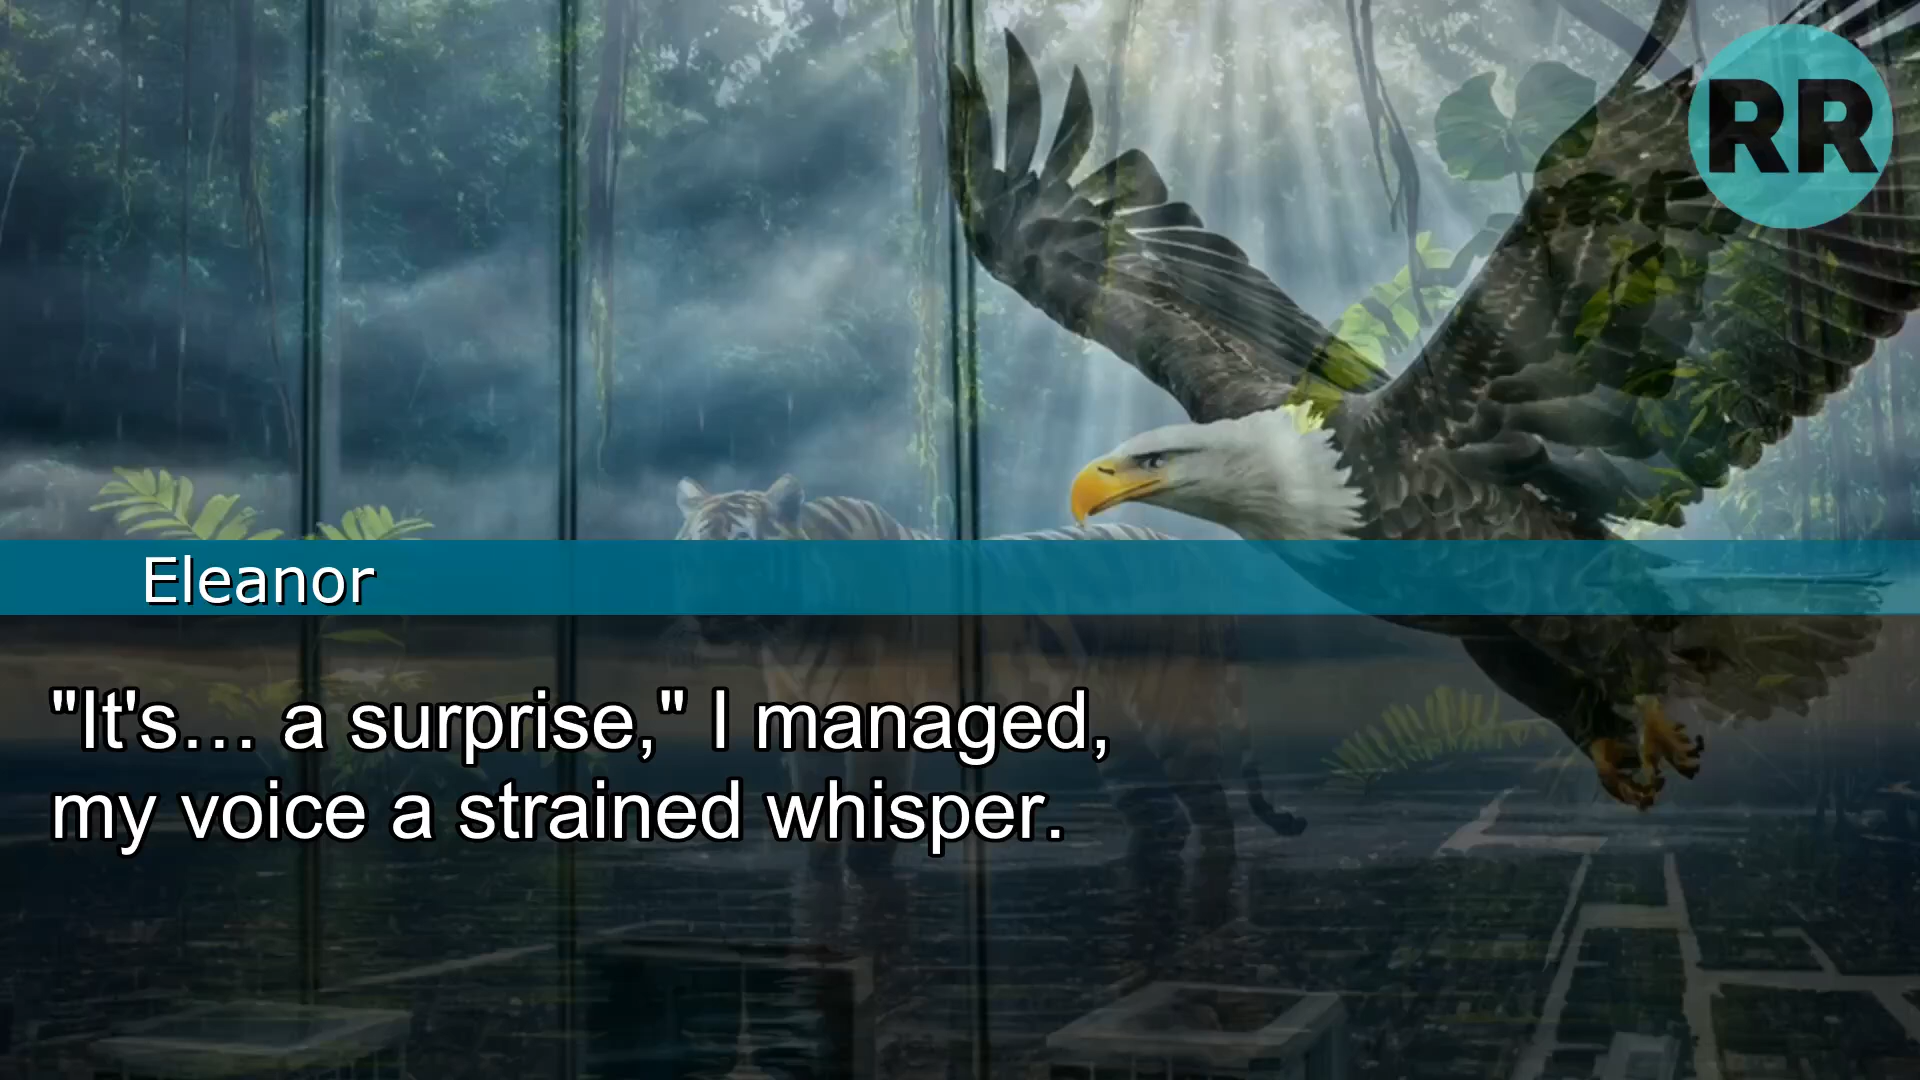 RR
Eleanor
"It's… a surprise," I managed,
my voice a strained whisper.